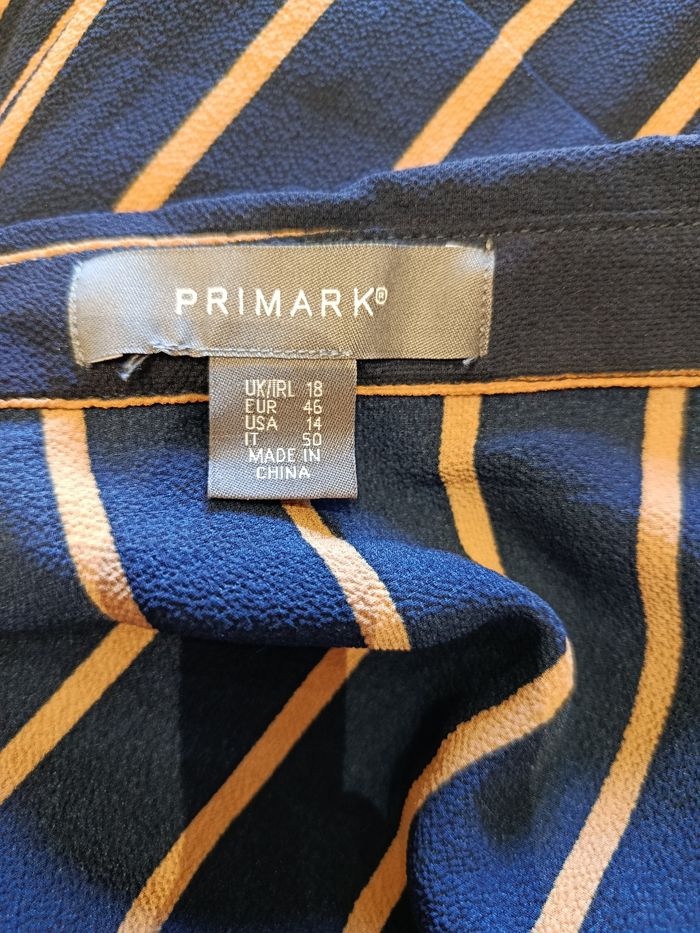 PRIMARK®
UK/IRL 18
EUR 46
USA 14
IT 50
MADE IN
CHINA